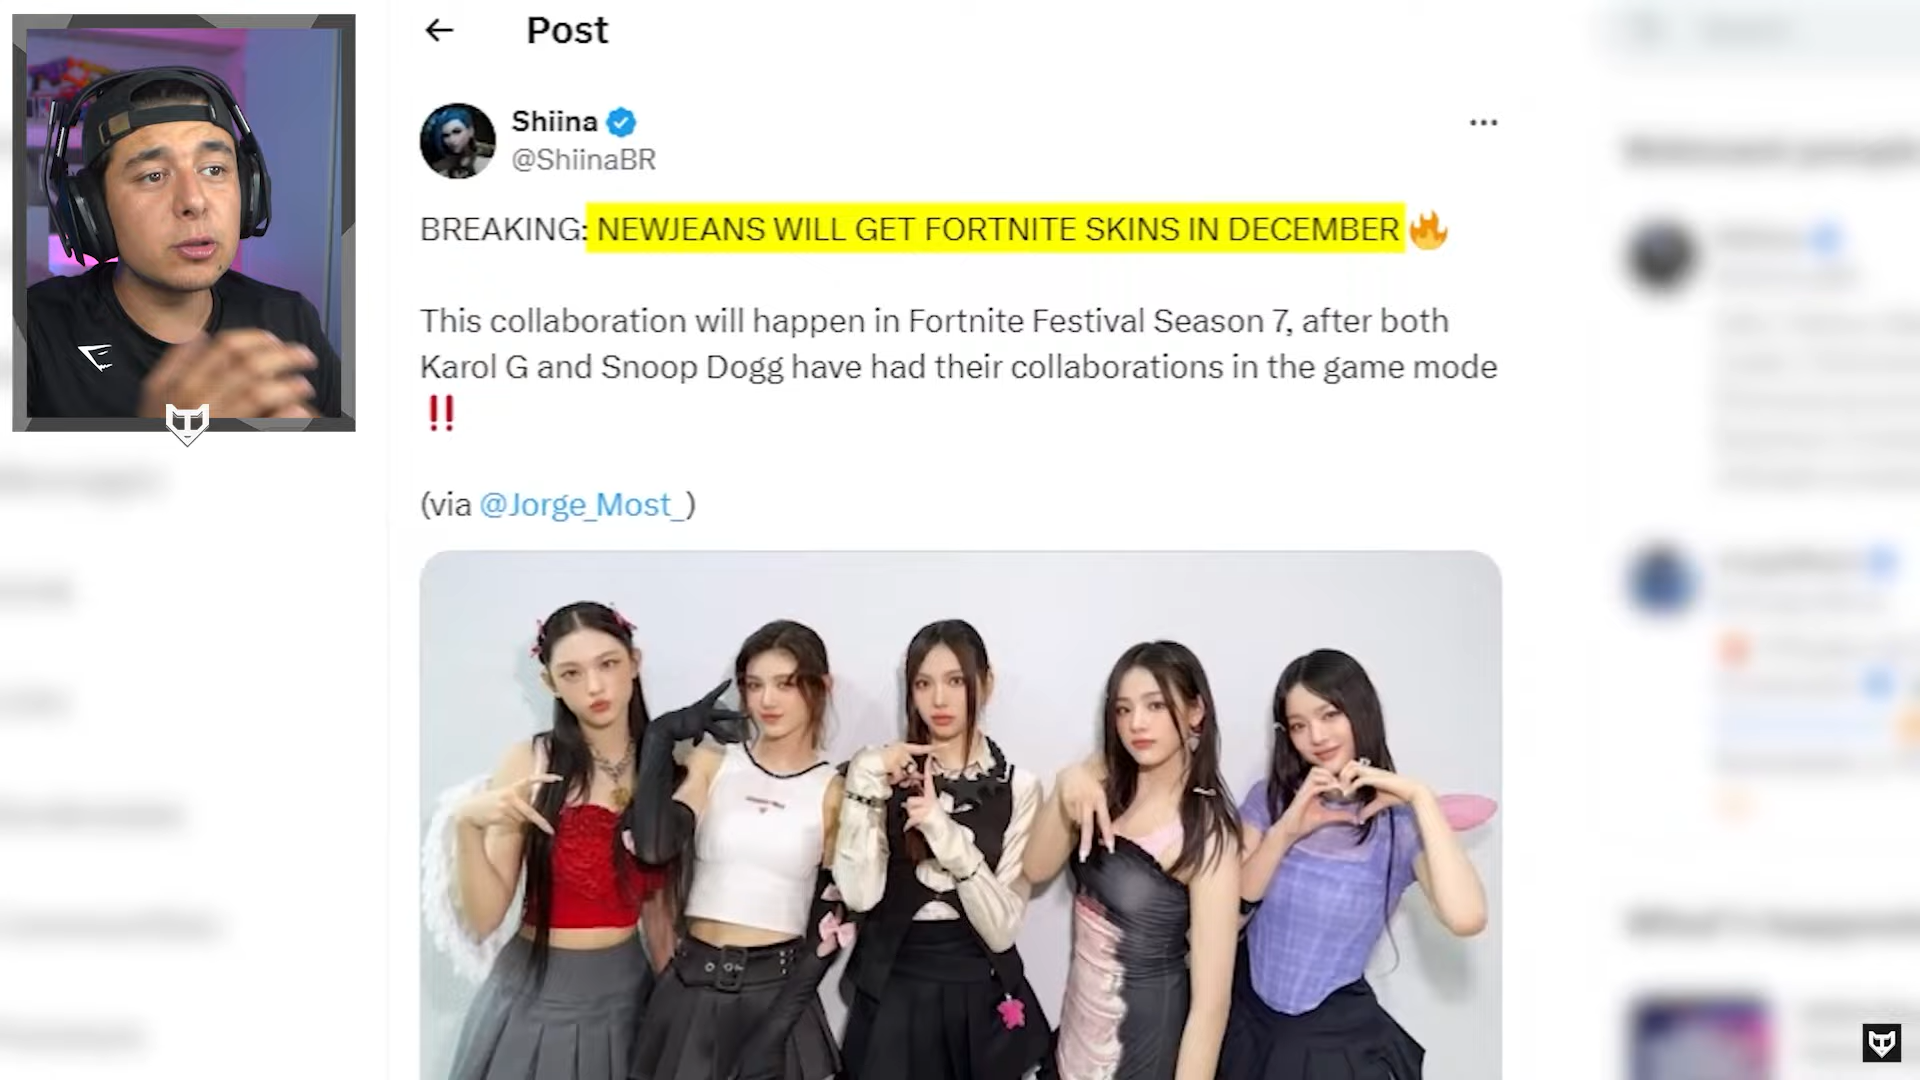 Post
Shiina
@ShiinaBR
BREAKING: NEWJEANS WILL GET FORTNITE SKINS IN DECEMBER 🔥
This collaboration will happen in Fortnite Festival Season 7, after both
Karol G and Snoop Dogg have had their collaborations in the game mode
‼️
(via @Jorge_Most_)